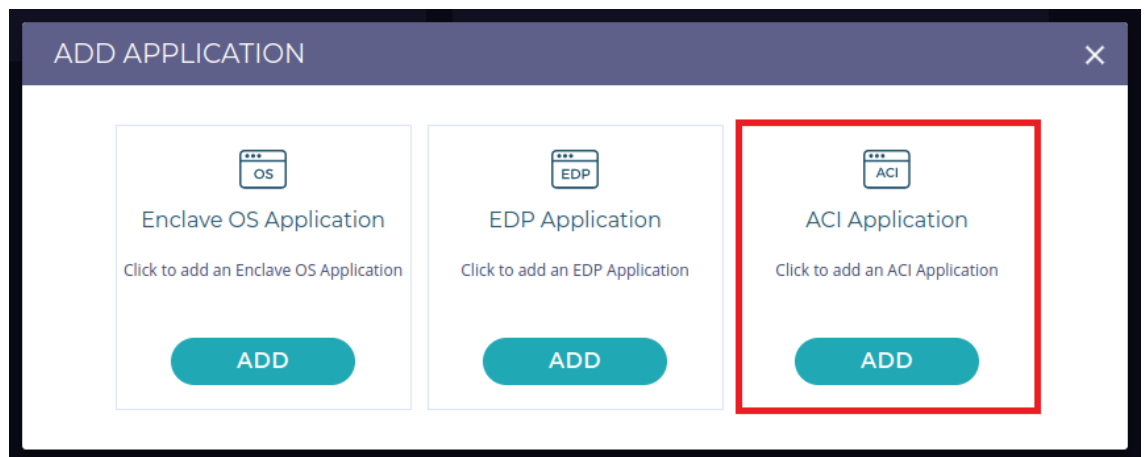 ADD APPLICATION
OS
Enclave OS Application
Click to add an Enclave OS Application
ADD
EDP
EDP Application
Click to add an EDP Application
ADD
ACI
ACI Application
Click to add an ACI Application
ADD